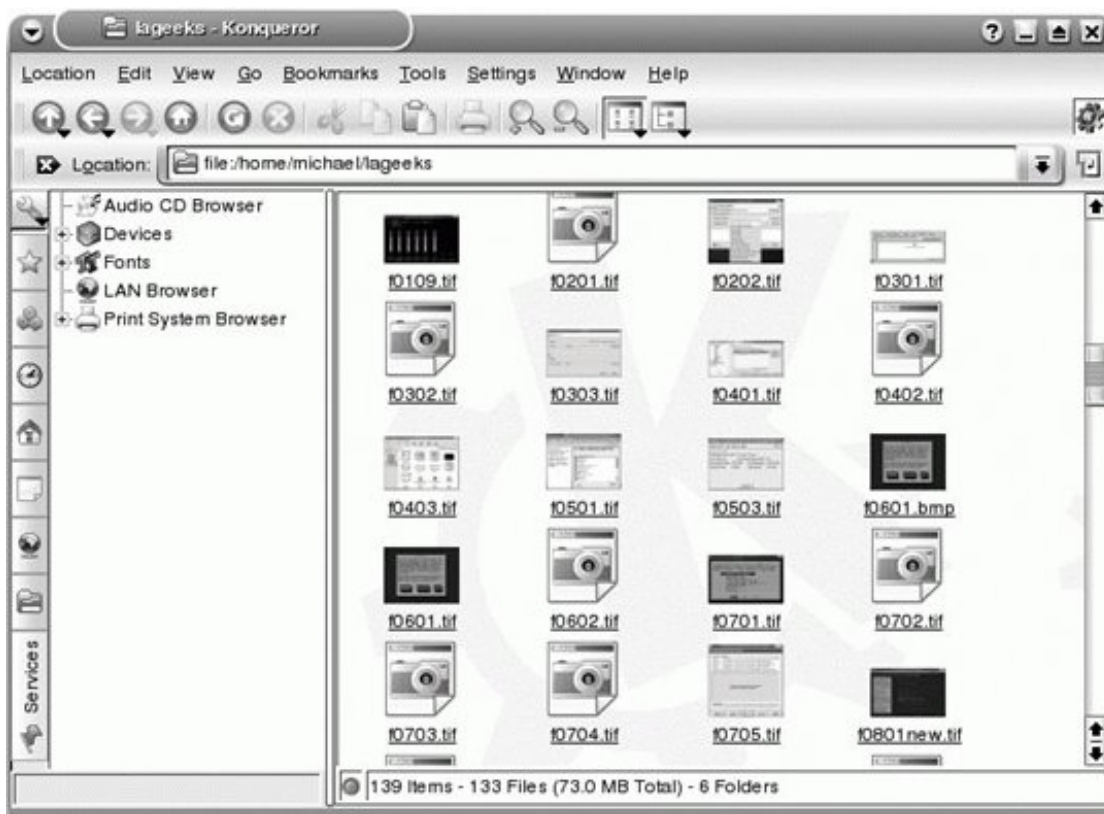 lageeks - Konqueror
Location Edit View Go Bookmarks Tools Settings Window Help
Location: file:/home/michael/lageeks
Audio CD Browser
Devices
Fonts
LAN Browser
Print System Browser
Services
f0109.tif f0201.tif f0202.tif f0301.tif
f0302.tif f0303.tif f0401.tif f0402.tif
f0403.tif f0501.tif f0503.tif f0601.bmp
f0601.tif f0602.tif f0701.tif f0702.tif
f0703.tif f0704.tif f0705.tif f0801new.tif
139 Items - 133 Files (73.0 MB Total) - 6 Folders